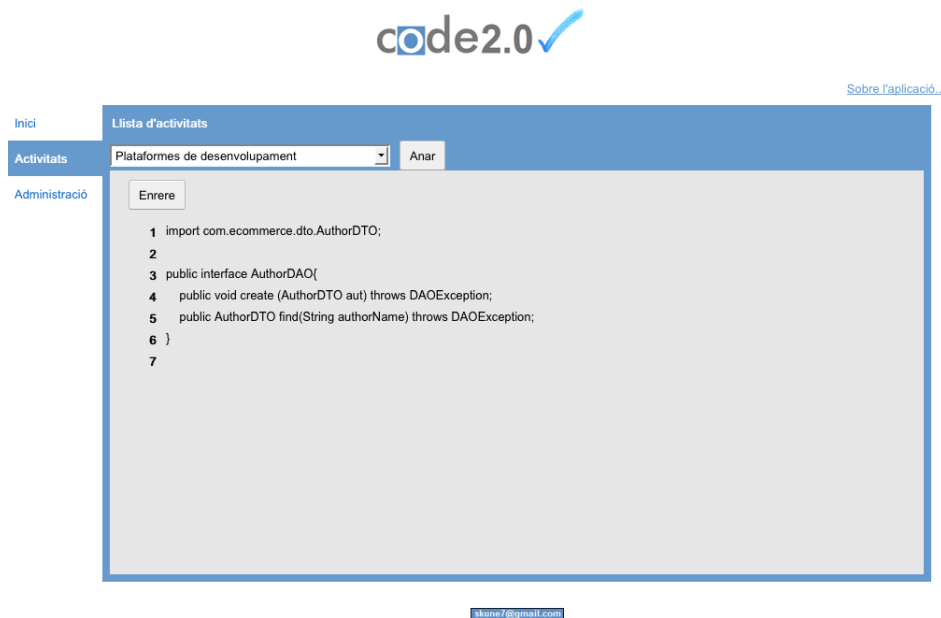 code2.0
Sobre l'aplicació..
Inici
Llista d'activitats
Activitats
Plataformes de desenvolupament
Anar
Administració
Enrere
1 import com.ecommerce.dto.AuthorDTO;
2
3 public interface AuthorDAO{
4 public void create (AuthorDTO aut) throws DAOException;
5 public AuthorDTO find(String authorName) throws DAOException;
6 }
7
skune7@gmail.com